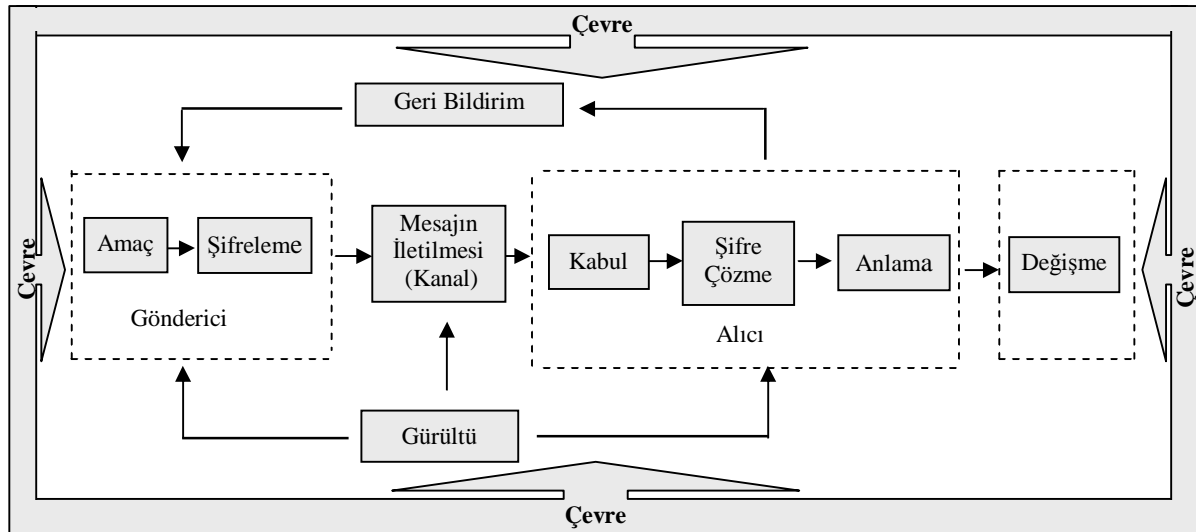 Çevre
Geri Bildirim
Amaç
Şifreleme
Gönderici
Mesajın
İletilmesi
(Kanal)
Kabul
Şifre
Çözme
Anlama
Alıcı
Değişme
Çevre
Çevre
Gürültü
Çevre